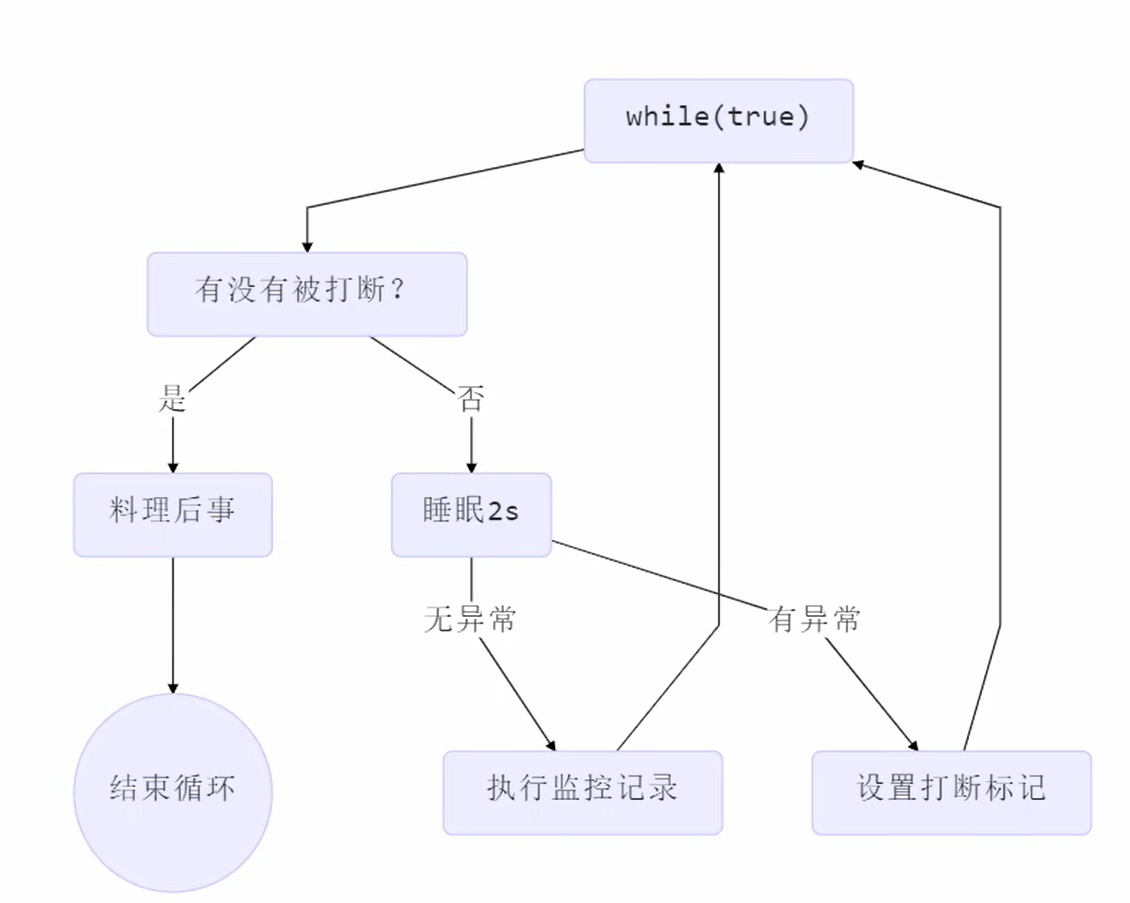 while(true)
有没有被打断？
是
否
料理后事
睡眠2s
无异常
有异常
结束循环
执行监控记录
设置打断标记